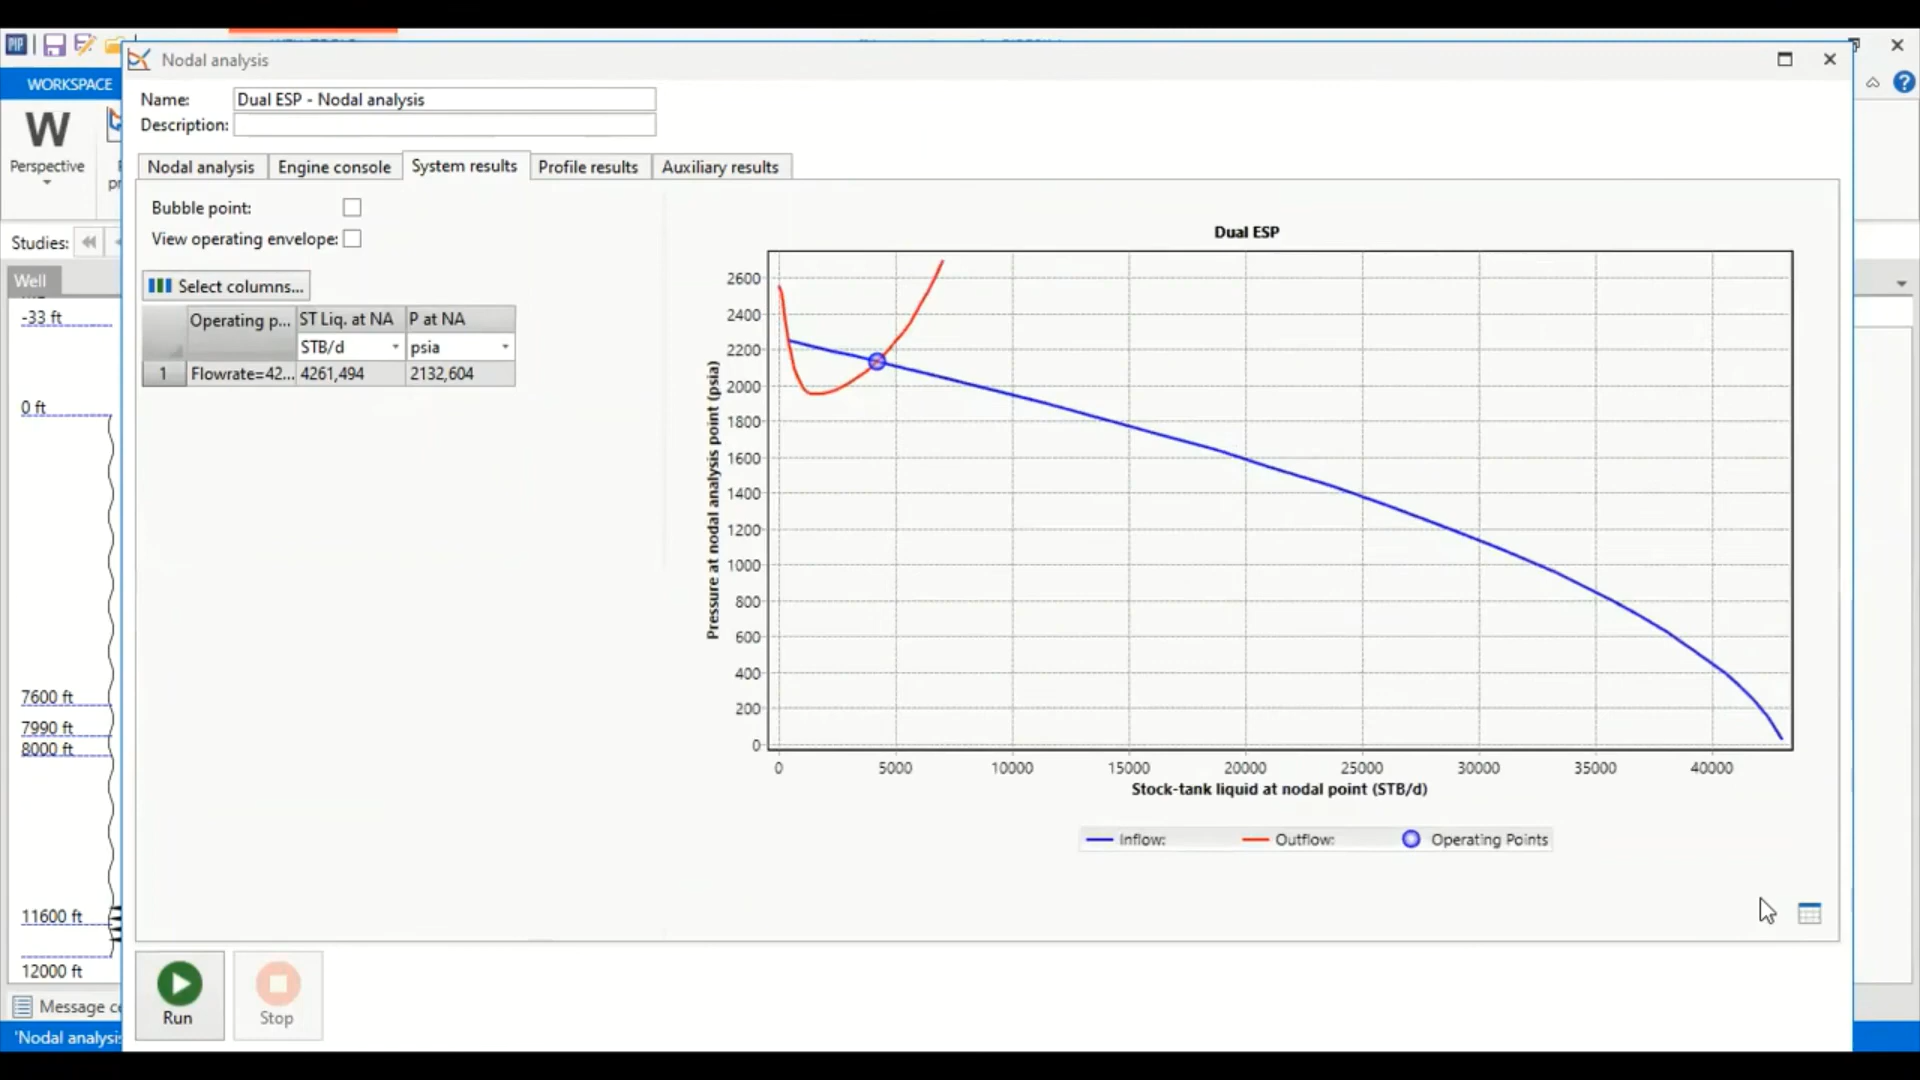 PIP
Nodal analysis
WORKSPACE
Name:
Dual ESP - Nodal analysis
Description:
W
Perspective
Nodal analysis
Engine console
System results
Profile results
Auxiliary results
Bubble point:
View operating envelope:
Studies:
Well
Select columns...
Operating p...
ST Liq. at NA
P at NA
STB/d
psia
1
Flowrate=42...
4261,494
2132,604
-33 ft
0 ft
7600 ft
7990 ft
8000 ft
11600 ft
12000 ft
Dual ESP
Pressure at nodal analysis point (psia)
2600
2400
2200
2000
1800
1600
1400
1200
1000
800
600
400
200
0
0
5000
10000
15000
20000
25000
30000
35000
40000
Stock-tank liquid at nodal point (STB/d)
Inflow:
Outflow:
Operating Points
Run
Stop
Message
'Nodal analysis